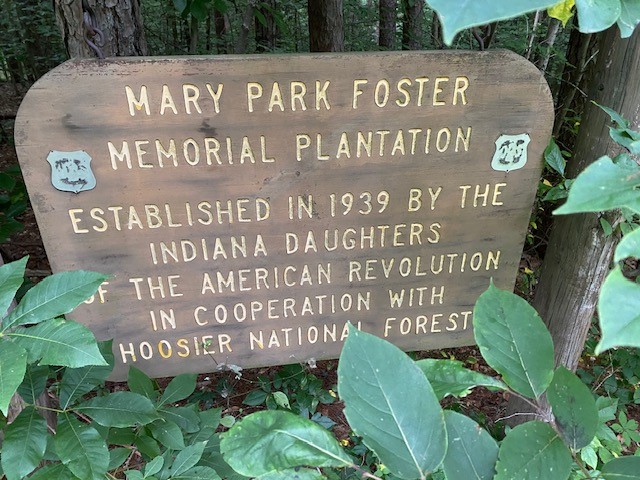 MARY PARK FOSTER
MEMORIAL PLANTATION
ESTABLISHED IN 1939 BY THE
INDIANA DAUGHTERS
OF THE AMERICAN REVOLUTION
IN COOPERATION WITH
HOOSIER NATIONAL FOREST